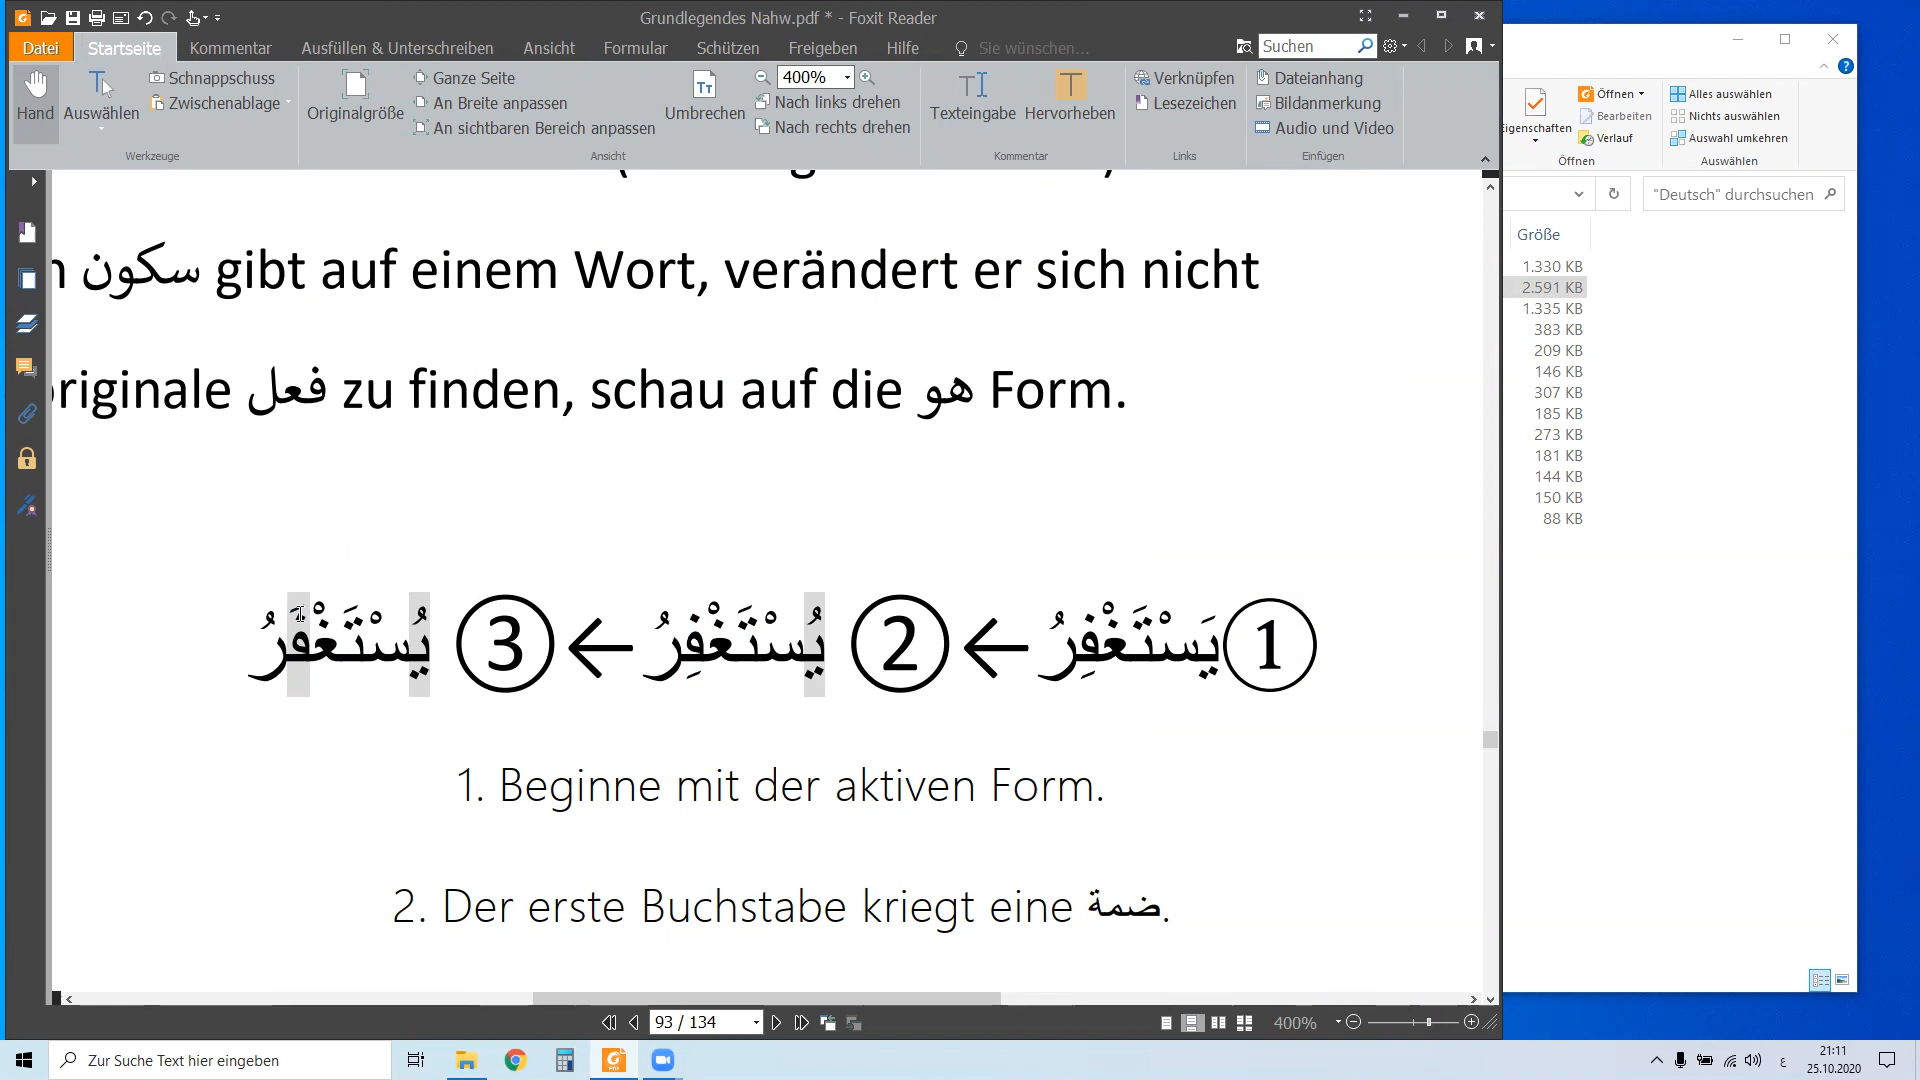 Grundlegendes Nahw.pdf * - Foxit Reader
Datei Startseite Kommentar Ausfüllen & Unterschreiben Ansicht Formular Schützen Freigeben Hilfe Sie wünschen... Suchen
Hand
Auswählen
Schnappschuss
Zwischenablage
Werkzeuge
Originalgröße
Ganze Seite
An Breite anpassen
An sichtbaren Bereich anpassen
Umbrechen
400%
Nach links drehen
Nach rechts drehen
Ansicht
Texteingabe
Hervorheben
Kommentar
Verknüpfen
Lesezeichen
Links
Dateianhang
Bildanmerkung
Audio und Video
Einfügen
Eigenschaften
Öffnen
Bearbeiten
Verlauf
Öffnen
Alles auswählen
Nichts auswählen
Auswahl umkehren
Auswählen
"Deutsch" durchsuchen
Größe
1.330 KB
2.591 KB
1.335 KB
383 KB
209 KB
146 KB
307 KB
185 KB
273 KB
181 KB
144 KB
150 KB
88 KB
n سكون gibt auf einem Wort, verändert er sich nicht
originale فعل zu finden, schau auf die هو Form.
① يَسْتَغْفِرُ ← ② يُسْتَغْفِرُ ← ③ يُسْتَغْفَرُ
1. Beginne mit der aktiven Form.
2. Der erste Buchstabe kriegt eine ضمة.
93 / 134
400%
Zur Suche Text hier eingeben
ع
21:11
25.10.2020